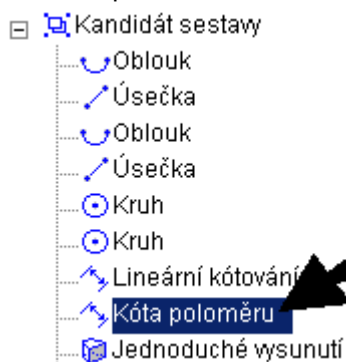 Kandidát sestavy
Oblouk
Úsečka
Oblouk
Úsečka
Kruh
Kruh
Lineární kótování
Kóta poloměru
Jednoduché vysunutí